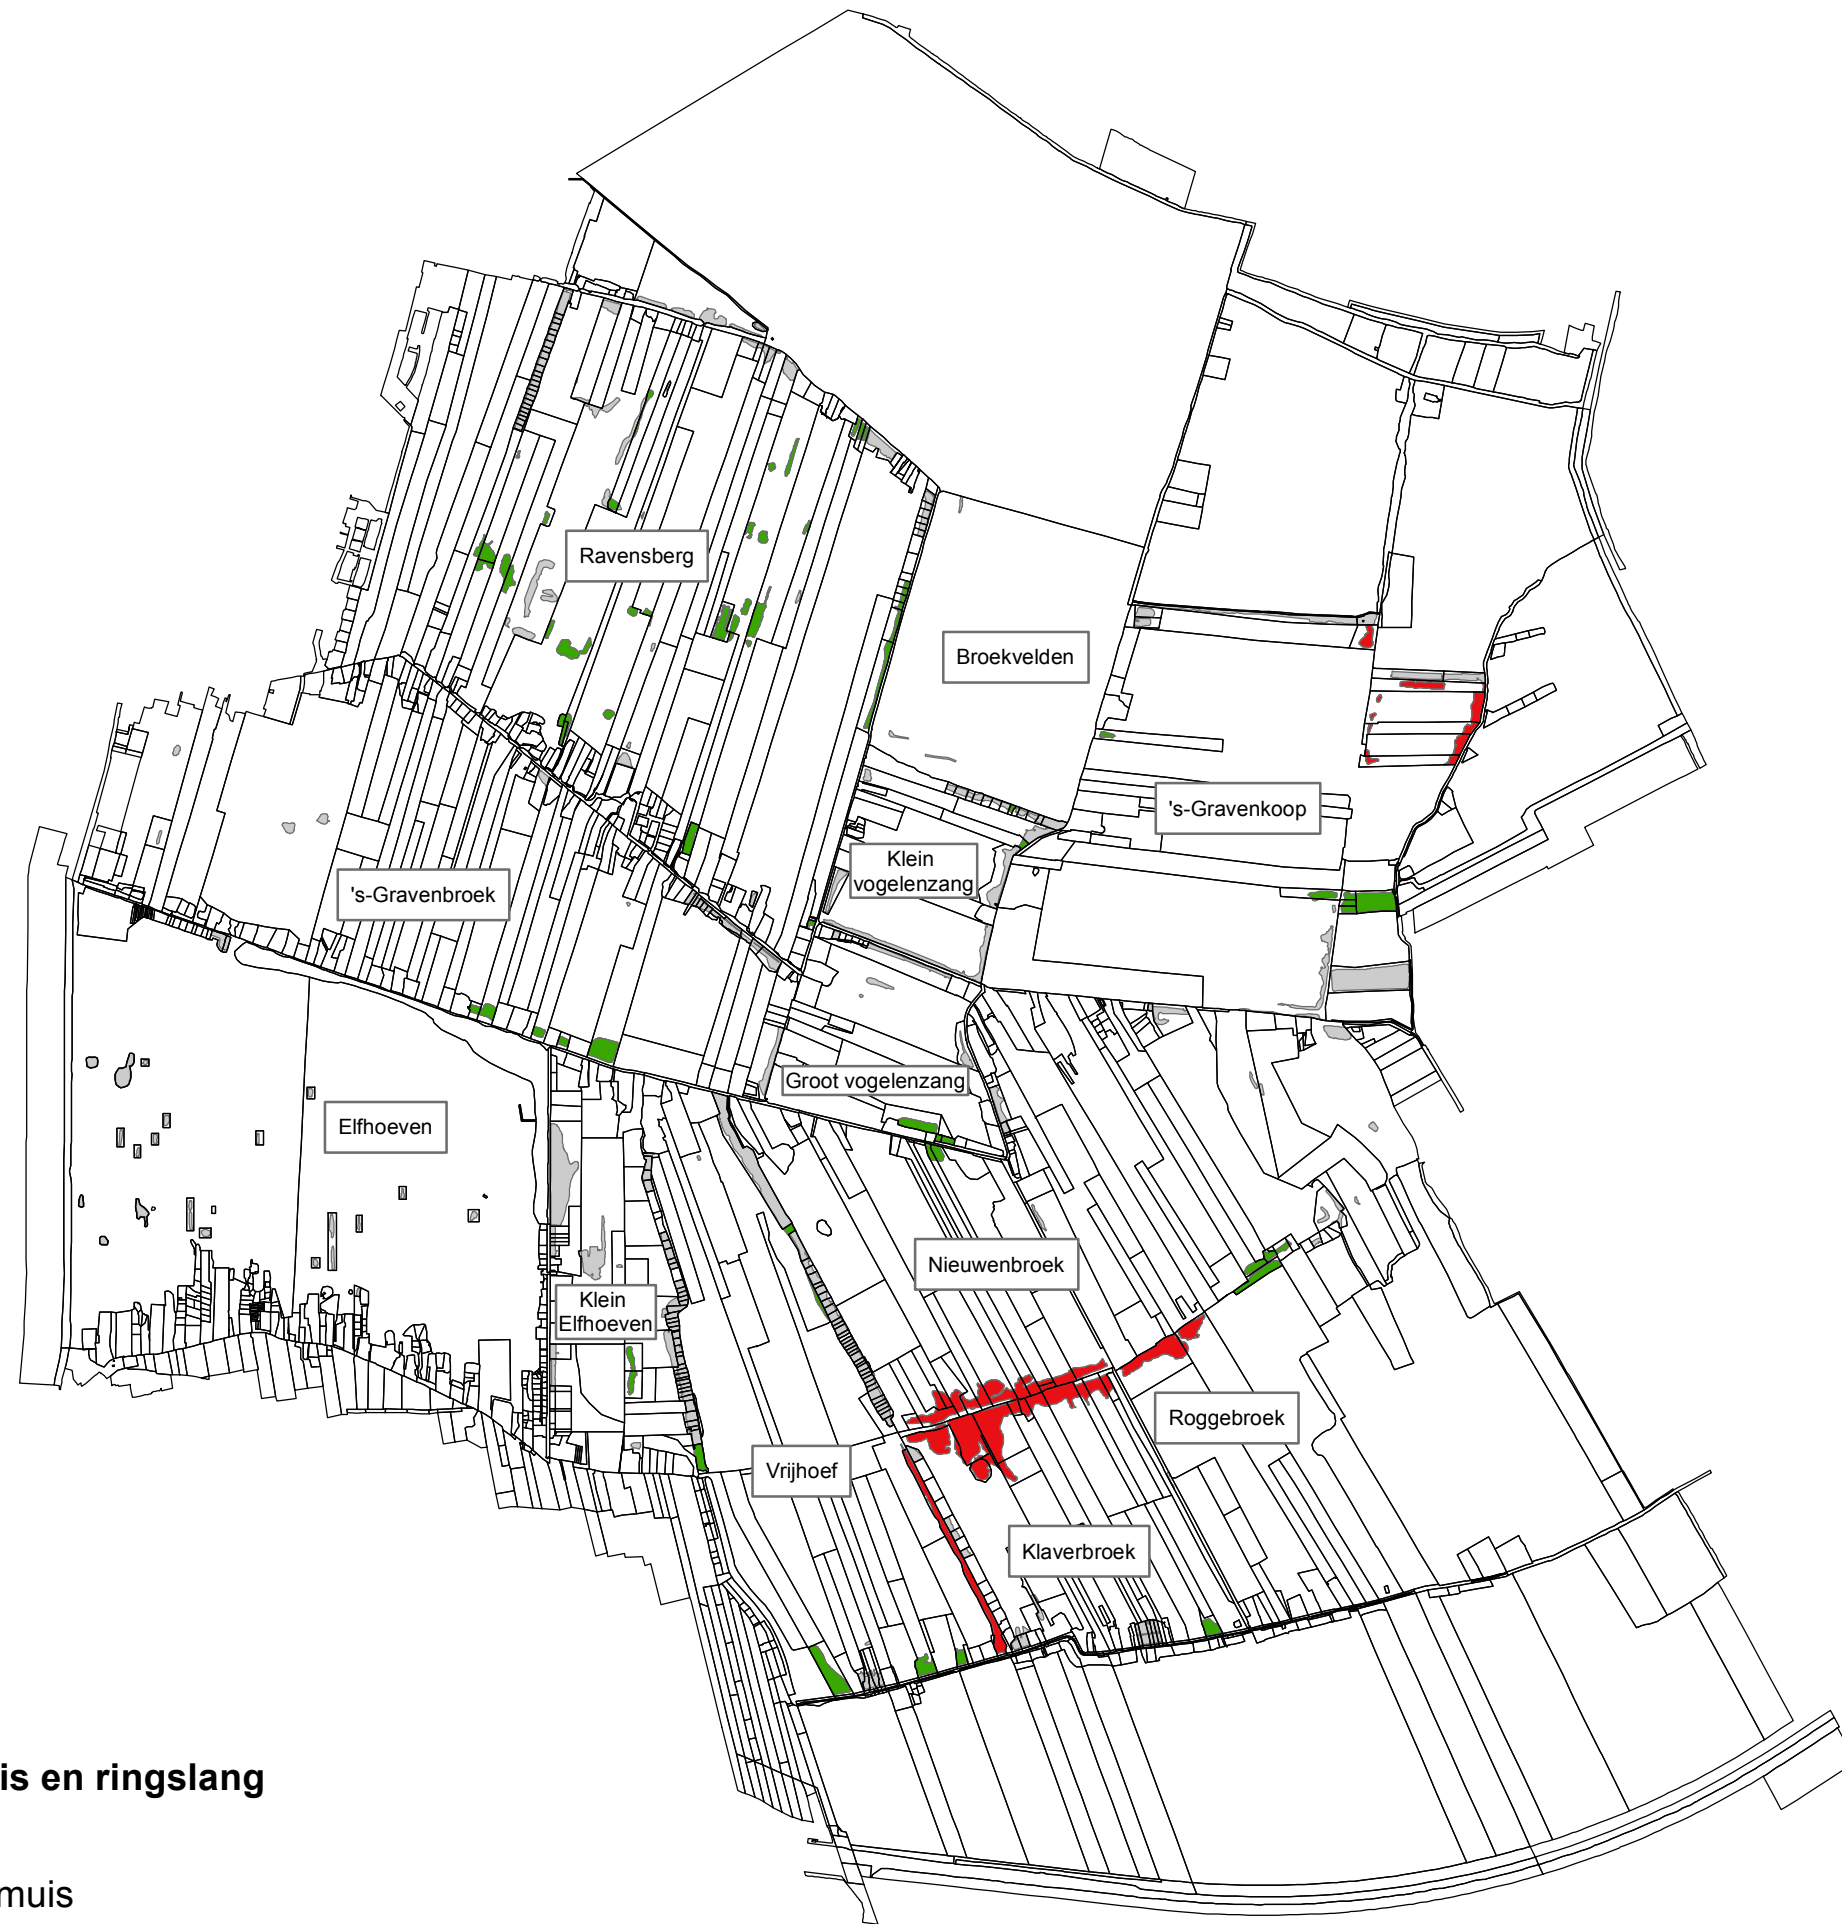 Ravensberg
Broekvelden
's-Gravenkoop
Klein
vogelenzang
's-Gravenbroek
Groot vogelenzang
Elfhoeven
Nieuwenbroek
Klein
Elfhoeven
Roggebroek
Vrijhoef
Klaverbroek
is en ringslang
muis